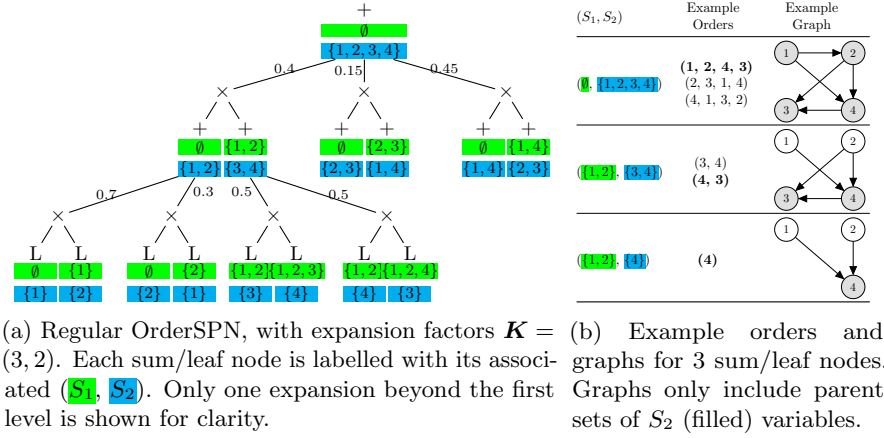 +
∅
{1, 2, 3, 4}
0.4 0.15 0.45
× × ×
+ + + + + +
∅ {1, 2} ∅ {2, 3} ∅ {1, 4}
{1, 2} {3, 4} {2, 3} {1, 4} {1, 4} {2, 3}
0.7 0.3 0.5 0.5
× × × ×
L L L L L L L L
∅ {1} ∅ {2} {1, 2} {1, 2, 3} {1, 2} {1, 2, 4}
{1} {2} {2} {1} {3} {4} {4} {3}
(a) Regular OrderSPN, with expansion factors K =
(3, 2). Each sum/leaf node is labelled with its associ-
ated (S₁, S₂). Only one expansion beyond the first
level is shown for clarity.
(S₁, S₂) Example Orders Example Graph
(∅, {1, 2, 3, 4})
(1, 2, 4, 3)
(2, 3, 1, 4)
(4, 1, 3, 2)
1 2
3 4
({1, 2}, {3, 4})
(3, 4)
(4, 3)
1 2
3 4
({1, 2}, {4})
(4)
1 2
4
(b) Example orders and
graphs for 3 sum/leaf nodes.
Graphs only include parent
sets of S₂ (filled) variables.